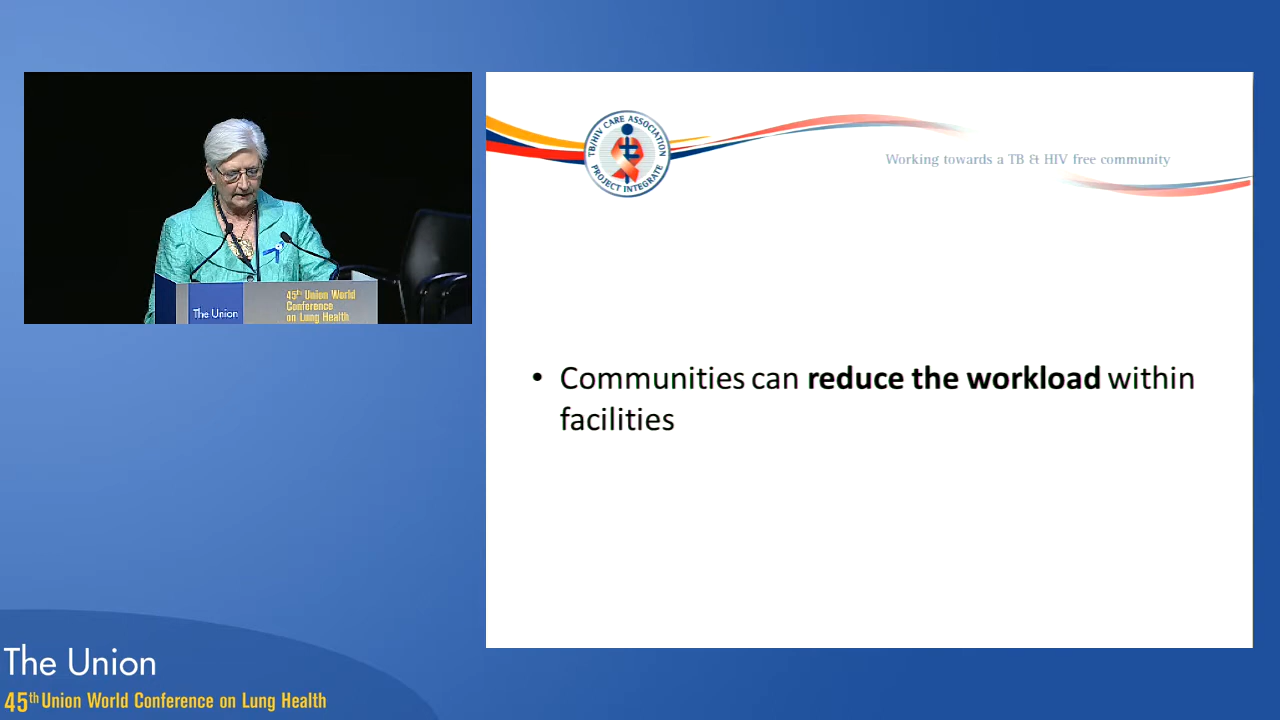 The Union
45th Union World
Conference
on Lung Health
TB/HIV CARE ASSOCIATION
PROJECT INTEGRATE
Working towards a TB & HIV free community
• Communities can reduce the workload within
facilities
The Union
45th Union World Conference on Lung Health